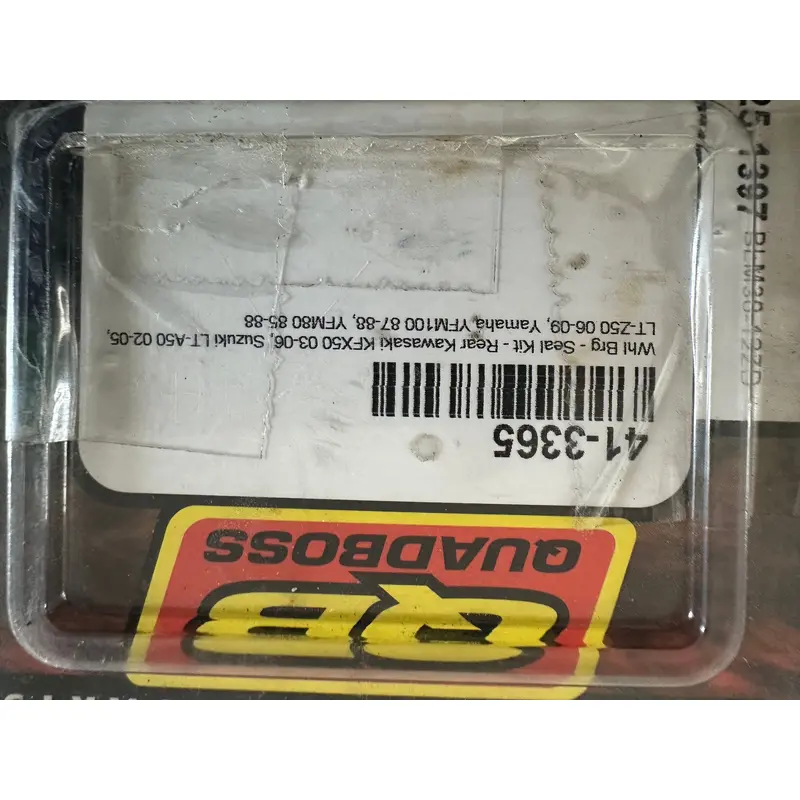 QB
QUADBOSS
41-3365
Whl Brg - Seal Kit - Rear Kawasaki KFX50 03-06, Suzuki LT-A50 02-05,
LT-Z50 06-09, Yamaha YFM100 87-88, YFM80 85-88